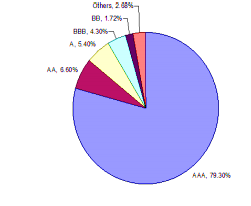 Others, 2.68%
BB, 1.72%
BBB, 4.30%
A, 5.40%
AA, 6.60%
AAA, 79.30%